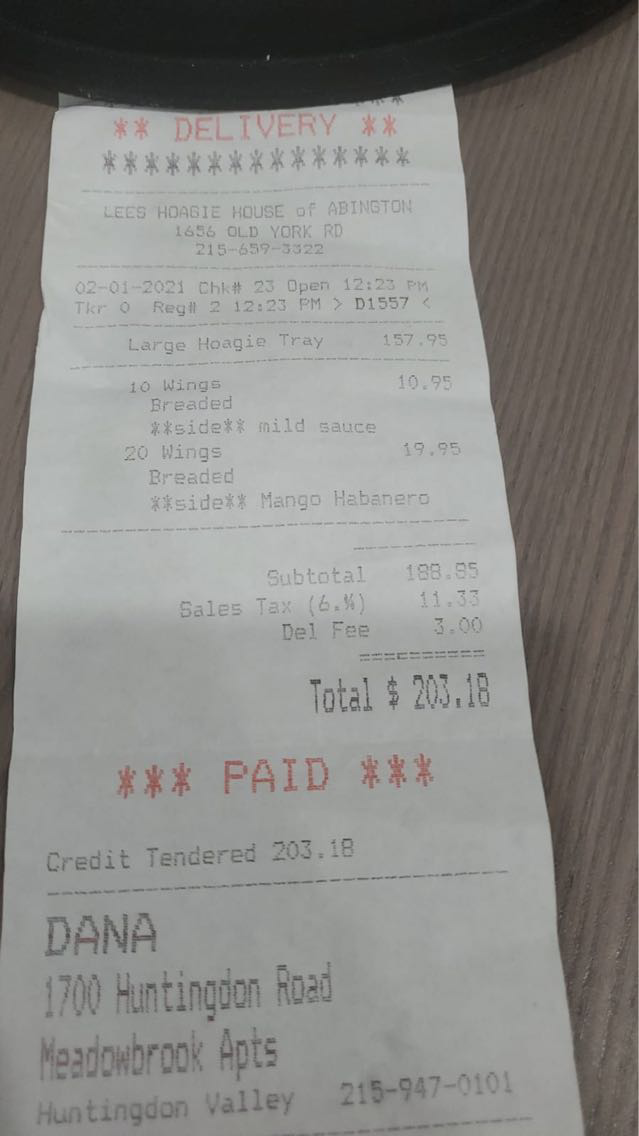 ** DELIVERY **
***************
LEES HOAGIE HOUSE of ABINGTON
1656 OLD YORK RD
215-659-3322
02-01-2021 Chk# 23 Open 12:23 PM
Tkr 0 Reg# 2 12:23 PM > D1557 <
Large Hoagie Tray 157.95
10 Wings 10.95
Breaded
**side** mild sauce
20 Wings 19.95
Breaded
**side** Mango Habanero
Subtotal 188.85
Sales Tax (6.%) 11.33
Del Fee 3.00
==========
Total $ 203.18
*** PAID ***
Credit Tendered 203.18
DANA
1700 Huntingdon Road
Meadowbrook Apts
Huntingdon Valley 215-947-0101